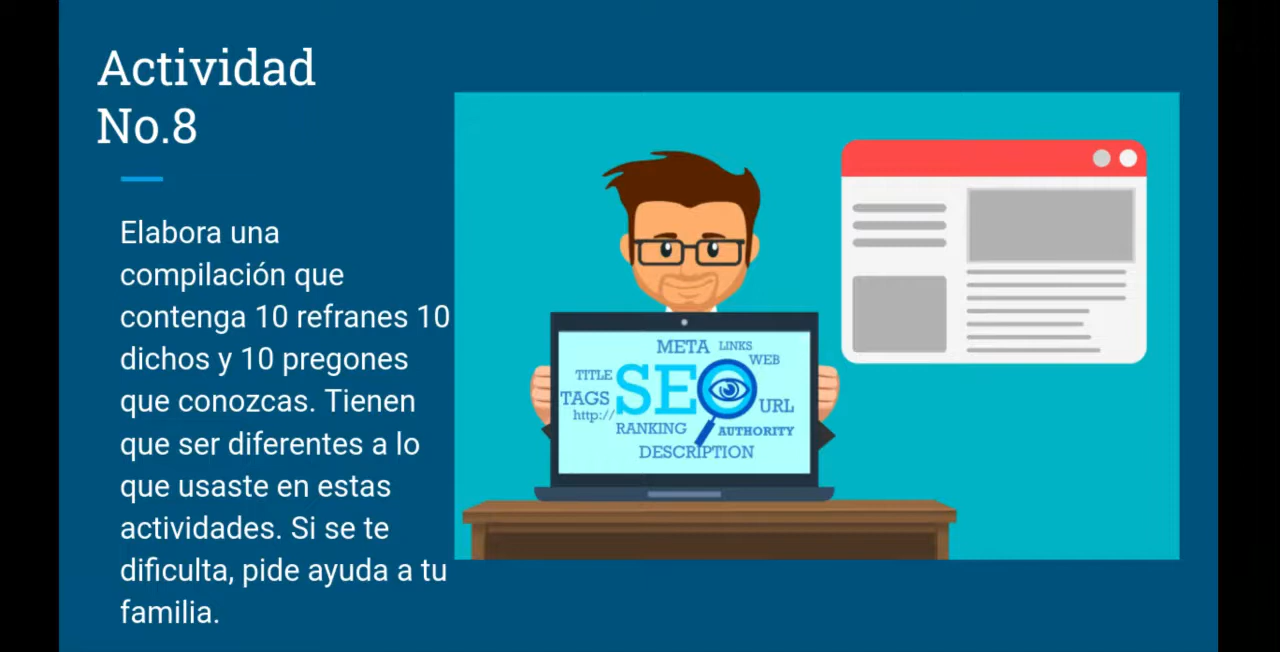 Actividad
No.8
Elabora una
compilación que
contenga 10 refranes 10
dichos y 10 pregones
que conozcas. Tienen
que ser diferentes a lo
que usaste en estas
actividades. Si se te
dificulta, pide ayuda a tu
familia.
META LINKS
WEB
TITLE
TAGS SEO
http://
URL
RANKING AUTHORITY
DESCRIPTION